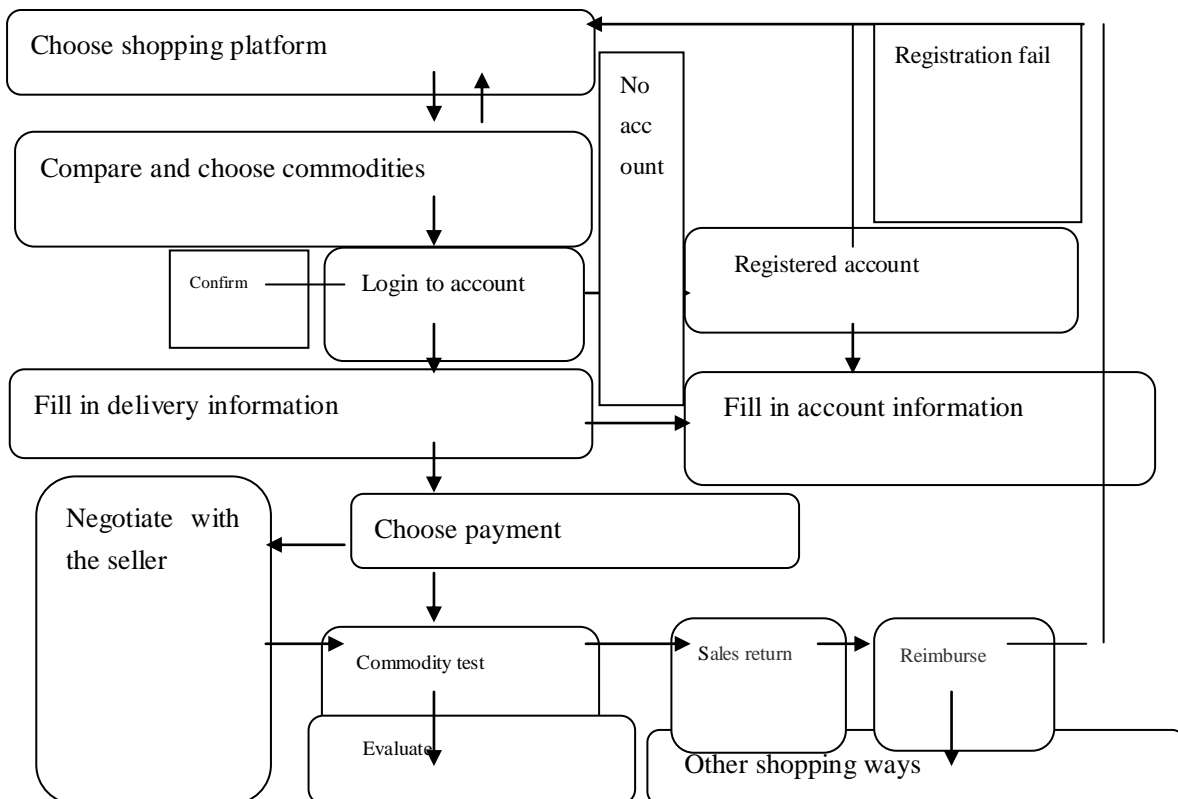 Choose shopping platform
Registration fail
No
acc
ount
Compare and choose commodities
Registered account
Confirm
Login to account
Fill in delivery information
Fill in account information
Negotiate with
the seller
Choose payment
Commodity test
Sales return
Reimburse
Evaluate
Other shopping ways